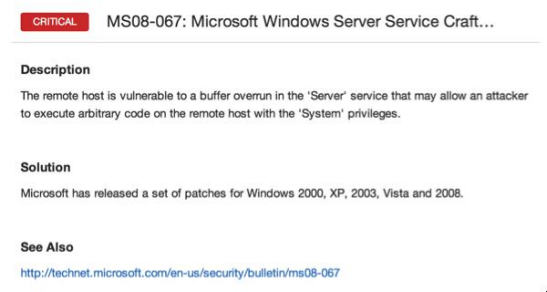 CRITICAL MS08-067: Microsoft Windows Server Service Craft...
Description
The remote host is vulnerable to a buffer overrun in the 'Server' service that may allow an attacker
to execute arbitrary code on the remote host with the 'System' privileges.
Solution
Microsoft has released a set of patches for Windows 2000, XP, 2003, Vista and 2008.
See Also
http://technet.microsoft.com/en-us/security/bulletin/ms08-067